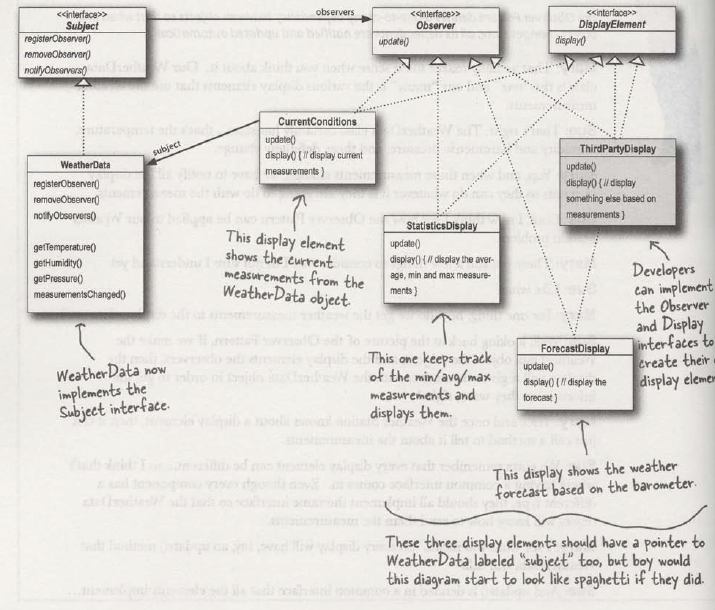 <<interface>>
Subject
registerObserver()
removeObserver()
notifyObservers()
observers
<<interface>>
Observer
update()
<<interface>>
DisplayElement
display()
subject
WeatherData
registerObserver()
removeObserver()
notifyObservers()
getTemperature()
getHumidity()
getPressure()
measurementsChanged()
CurrentConditions
update()
display() { // display current
measurements }
StatisticsDisplay
update()
display() { // display the aver-
age, min and max measure-
ments }
ThirdPartyDisplay
update()
display() { // display
something else based on
measurements }
ForecastDisplay
update()
display() { // display the
forecast }
This display element
shows the current
measurements from the
WeatherData object.
WeatherData now
implements the
Subject interface.
This one keeps track
of the min/avg/max
measurements and
displays them.
Developers
can implement
the Observer
and Display
interfaces to
create their
display
This display shows the weather
forecast based on the barometer.
These three display elements should have a pointer to
WeatherData labeled "subject" too, but boy would
this diagram start to look like spaghetti if they did.